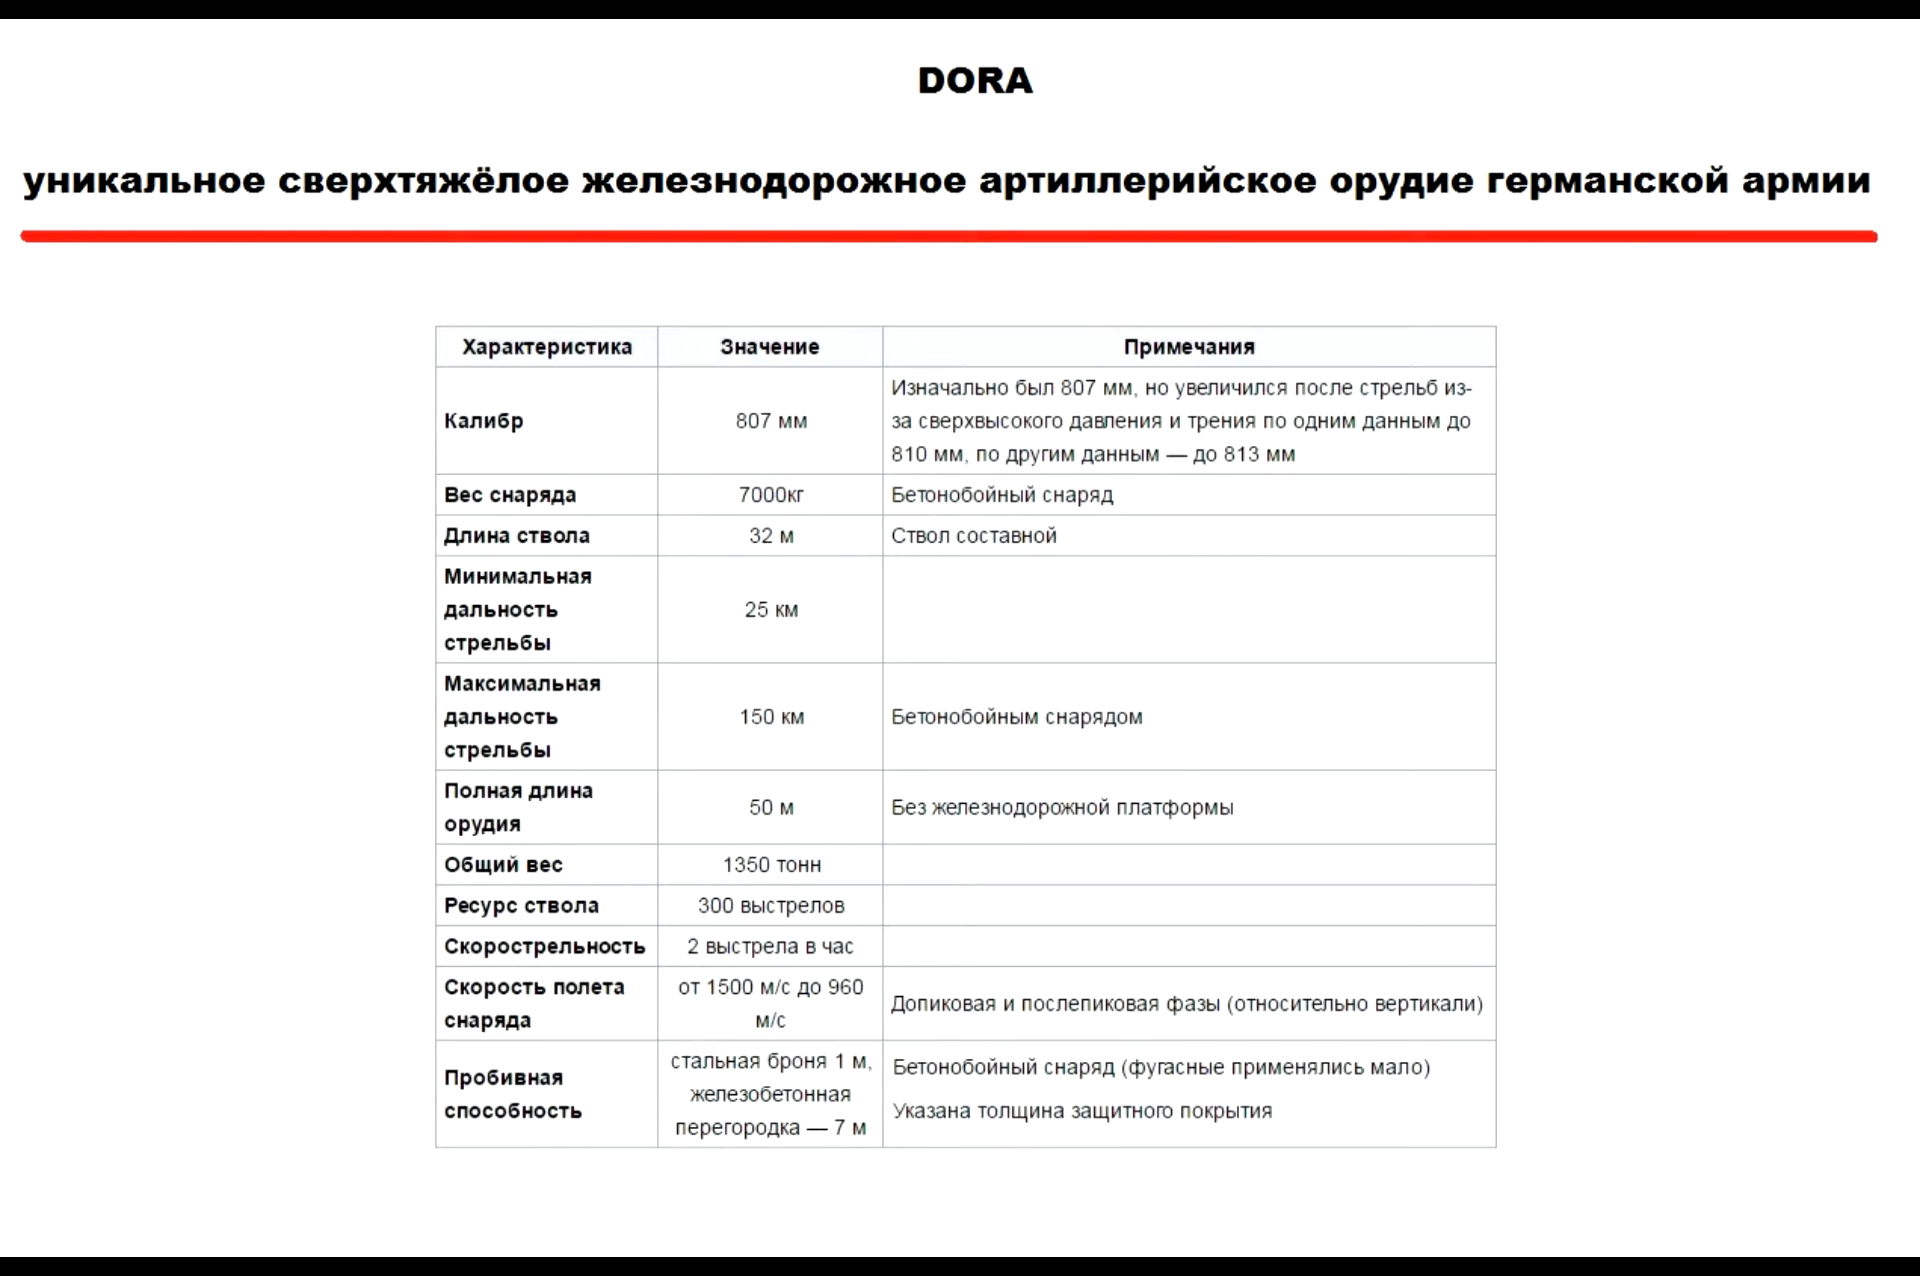 DORA
уникальное сверхтяжёлое железнодорожное артиллерийское орудие германской армии
Характеристика Значение Примечания
Калибр 807 мм Изначально был 807 мм, но увеличился после стрельб из-
за сверхвысокого давления и трения по одним данным до
810 мм, по другим данным — до 813 мм
Вес снаряда 7000кг Бетонобойный снаряд
Длина ствола 32 м Ствол составной
Минимальная
дальность
стрельбы
25 км
Максимальная
дальность
стрельбы
150 км Бетонобойным снарядом
Полная длина
орудия
50 м Без железнодорожной платформы
Общий вес 1350 тонн
Ресурс ствола 300 выстрелов
Скорострельность 2 выстрела в час
Скорость полета
снаряда
от 1500 м/с до 960
м/с
Допиковая и послепиковая фазы (относительно вертикали)
Пробивная
способность
стальная броня 1 м,
железобетонная
перегородка — 7 м
Бетонобойный снаряд (фугасные применялись мало)
Указана толщина защитного покрытия